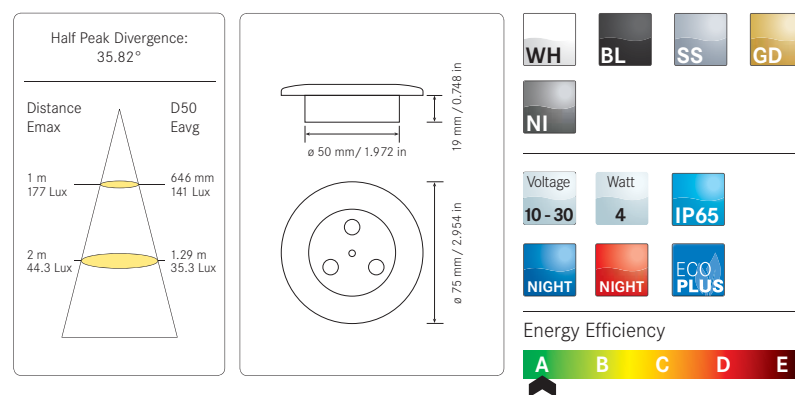 Half Peak Divergence:
35.82°
Distance
Emax
D50
Eavg
1 m
177 Lux
646 mm
141 Lux
2 m
44.3 Lux
1.29 m
35.3 Lux
19 mm / 0.748 in
ø 50 mm/ 1.972 in
ø 75 mm / 2.954 in
WH
BL
SS
GD
NI
Voltage
10 - 30
Watt
4
IP65
NIGHT
NIGHT
ECO
PLUS
Energy Efficiency
A B C D E